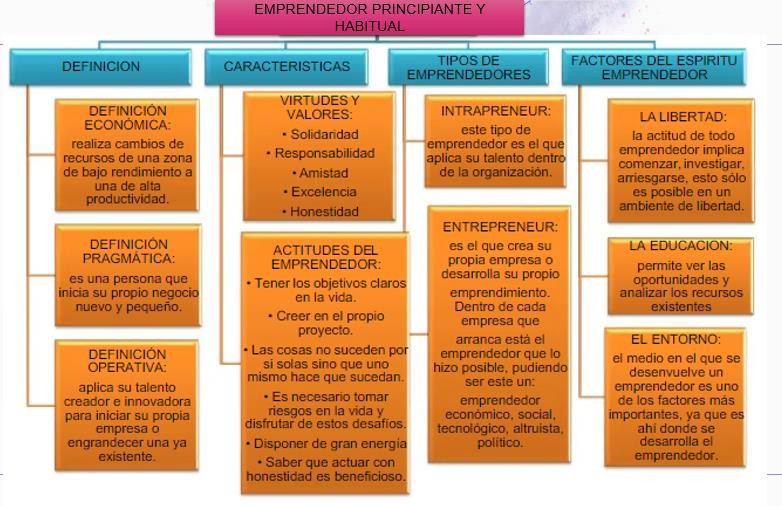 EMPRENDEDOR PRINCIPIANTE Y
HABITUAL
DEFINICION
DEFINICIÓN
ECONÓMICA:
realiza cambios de
recursos de una zona
de bajo rendimiento a
una de alta
productividad.
DEFINICIÓN
PRAGMÁTICA:
es una persona que
inicia su propio negocio
nuevo y pequeño.
DEFINICIÓN
OPERATIVA:
aplica su talento
creador e innovadora
para iniciar su propia
empresa o
engrandecer una ya
existente.
CARACTERISTICAS
VIRTUDES Y
VALORES:
• Solidaridad
• Responsabilidad
• Amistad
• Excelencia
• Honestidad
ACTITUDES DEL
EMPRENDEDOR:
• Tener los objetivos claros
en la vida.
• Creer en el propio
proyecto.
• Las cosas no suceden por
si solas sino que uno
mismo hace que sucedan.
• Es necesario tomar
riesgos en la vida y
disfrutar de estos desafíos.
• Disponer de gran energía
• Saber que actuar con
honestidad es beneficioso.
TIPOS DE
EMPRENDEDORES
INTRAPRENEUR:
este tipo de
emprendedor es el que
aplica su talento dentro
de la organización.
ENTREPRENEUR:
es el que crea su
propia empresa o
desarrolla su propio
emprendimiento.
Dentro de cada
empresa que
arranca está el
emprendedor que lo
hizo posible, pudiendo
ser este un:
emprendedor
económico, social,
tecnológico, altruista,
político.
FACTORES DEL ESPIRITU
EMPRENDEDOR
LA LIBERTAD:
la actitud de todo
emprendedor implica
comenzar, investigar,
arriesgarse, esto sólo
es posible en un
ambiente de libertad.
LA EDUCACION:
permite ver las
oportunidades y
analizar los recursos
existentes
EL ENTORNO:
el medio en el que se
desenvuelve un
emprendedor es uno
de los factores más
importantes, ya que es
ahí donde se
desarrolla el
emprendedor.